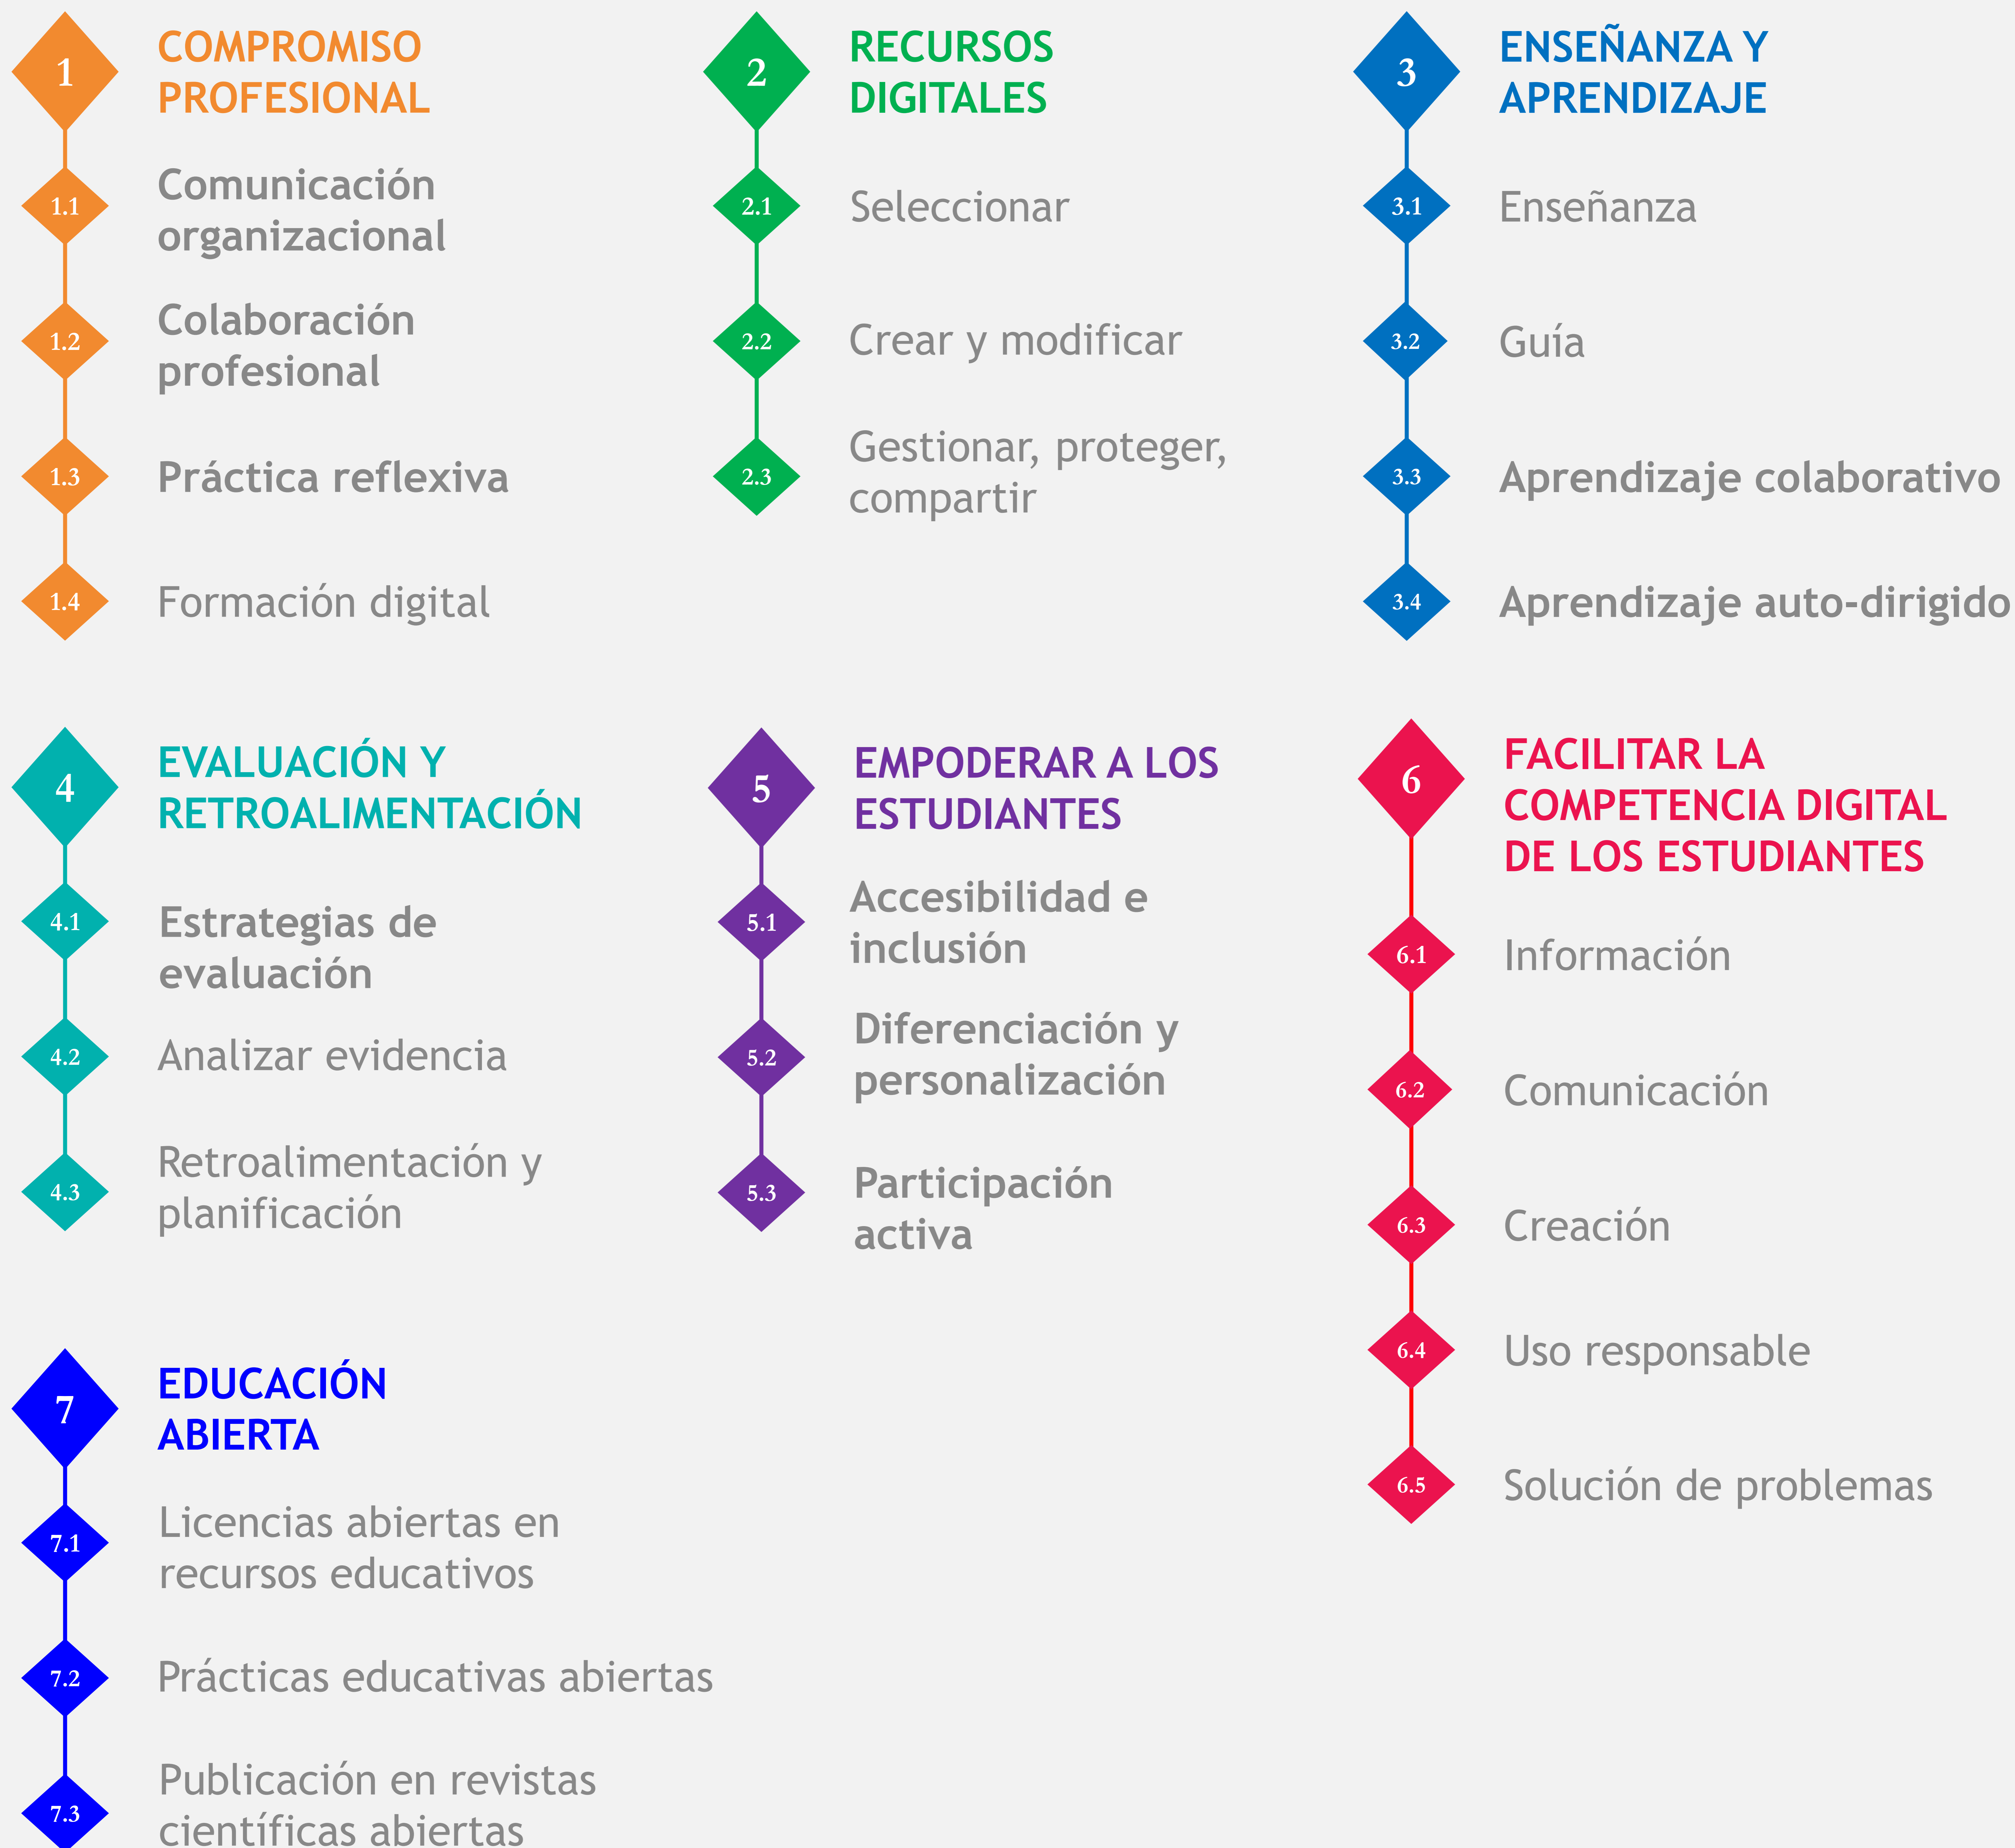 1
COMPROMISO
PROFESIONAL
1.1
Comunicación
organizacional
1.2
Colaboración
profesional
1.3
Práctica reflexiva
1.4
Formación digital
2
RECURSOS
DIGITALES
2.1
Seleccionar
2.2
Crear y modificar
2.3
Gestionar, proteger,
compartir
3
ENSEÑANZA Y
APRENDIZAJE
3.1
Enseñanza
3.2
Guía
3.3
Aprendizaje colaborativo
3.4
Aprendizaje auto-dirigido
4
EVALUACIÓN Y
RETROALIMENTACIÓN
4.1
Estrategias de
evaluación
4.2
Analizar evidencia
4.3
Retroalimentación y
planificación
5
EMPODERAR A LOS
ESTUDIANTES
5.1
Accesibilidad e
inclusión
5.2
Diferenciación y
personalización
5.3
Participación
activa
6
FACILITAR LA
COMPETENCIA DIGITAL
DE LOS ESTUDIANTES
6.1
Información
6.2
Comunicación
6.3
Creación
6.4
Uso responsable
6.5
Solución de problemas
7
EDUCACIÓN
ABIERTA
7.1
Licencias abiertas en
recursos educativos
7.2
Prácticas educativas abiertas
7.3
Publicación en revistas
científicas abiertas